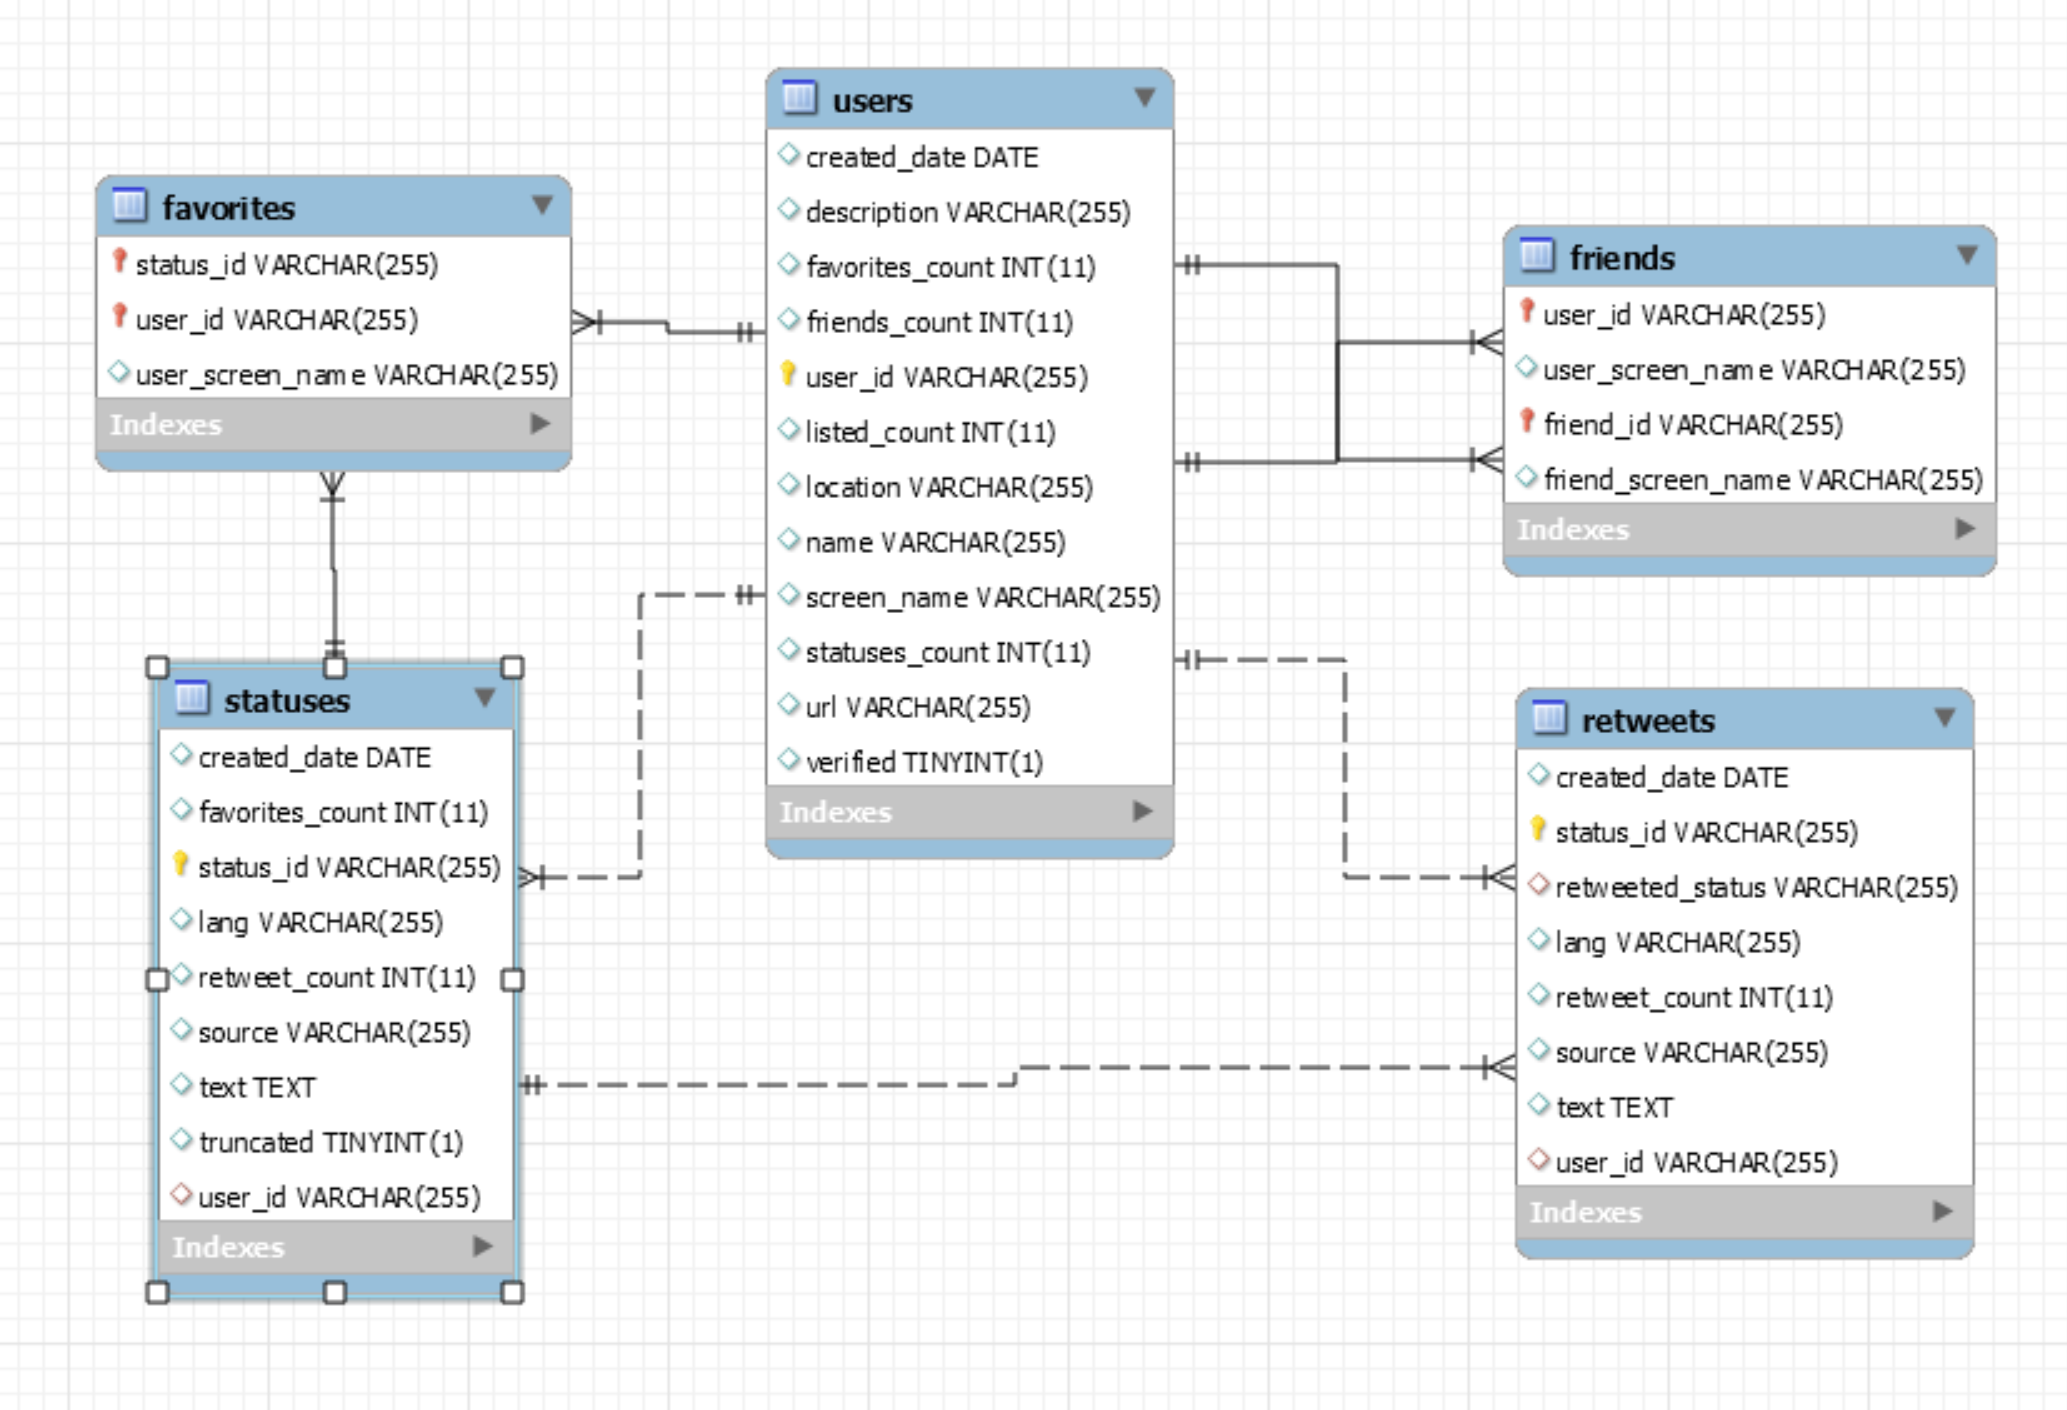 favorites
status_id VARCHAR(255)
user_id VARCHAR(255)
user_screen_name VARCHAR(255)
Indexes
users
created_date DATE
description VARCHAR(255)
favorites_count INT(11)
friends_count INT(11)
user_id VARCHAR(255)
listed_count INT(11)
location VARCHAR(255)
name VARCHAR(255)
screen_name VARCHAR(255)
statuses_count INT(11)
url VARCHAR(255)
verified TINYINT(1)
Indexes
friends
user_id VARCHAR(255)
user_screen_name VARCHAR(255)
friend_id VARCHAR(255)
friend_screen_name VARCHAR(255)
Indexes
statuses
created_date DATE
favorites_count INT(11)
status_id VARCHAR(255)
lang VARCHAR(255)
retweet_count INT(11)
source VARCHAR(255)
text TEXT
truncated TINYINT(1)
user_id VARCHAR(255)
Indexes
retweets
created_date DATE
status_id VARCHAR(255)
retweeted_status VARCHAR(255)
lang VARCHAR(255)
retweet_count INT(11)
source VARCHAR(255)
text TEXT
user_id VARCHAR(255)
Indexes